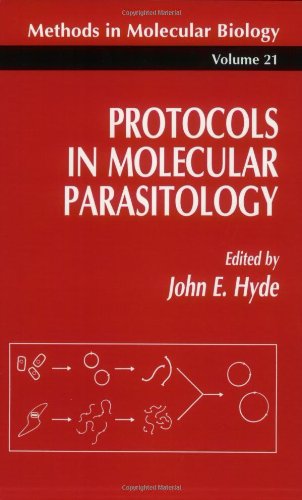 Methods in Molecular Biology
Volume 21
PROTOCOLS
IN MOLECULAR
PARASITOLOGY
Edited by
John E. Hyde